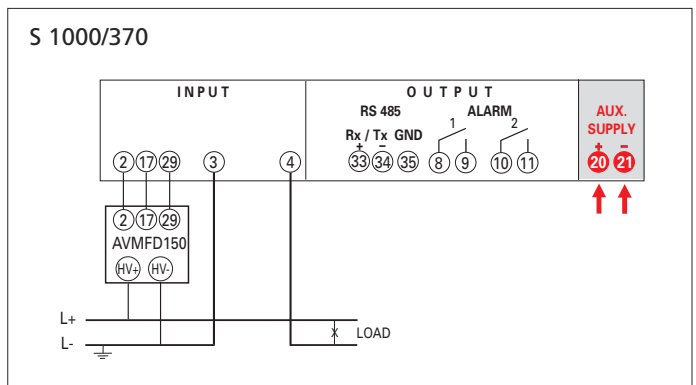 S 1000/370
INPUT
OUTPUT
RS 485 ALARM
AUX. SUPPLY
1 2
Rx / Tx GND
+ − + −
2 17 29 3 4 33 34 35 8 9 10 11 20 21
2 17 29
AVMFD150
HV+ HV-
L+
X LOAD
L-